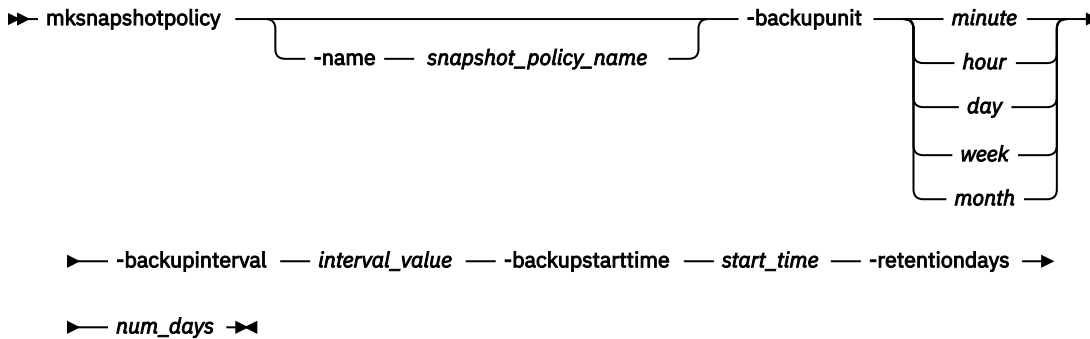 mksnapshotpolicy -backupunit minute
-name snapshot_policy_name hour
day
week
month
-backupinterval interval_value -backupstarttime start_time -retentiondays
num_days